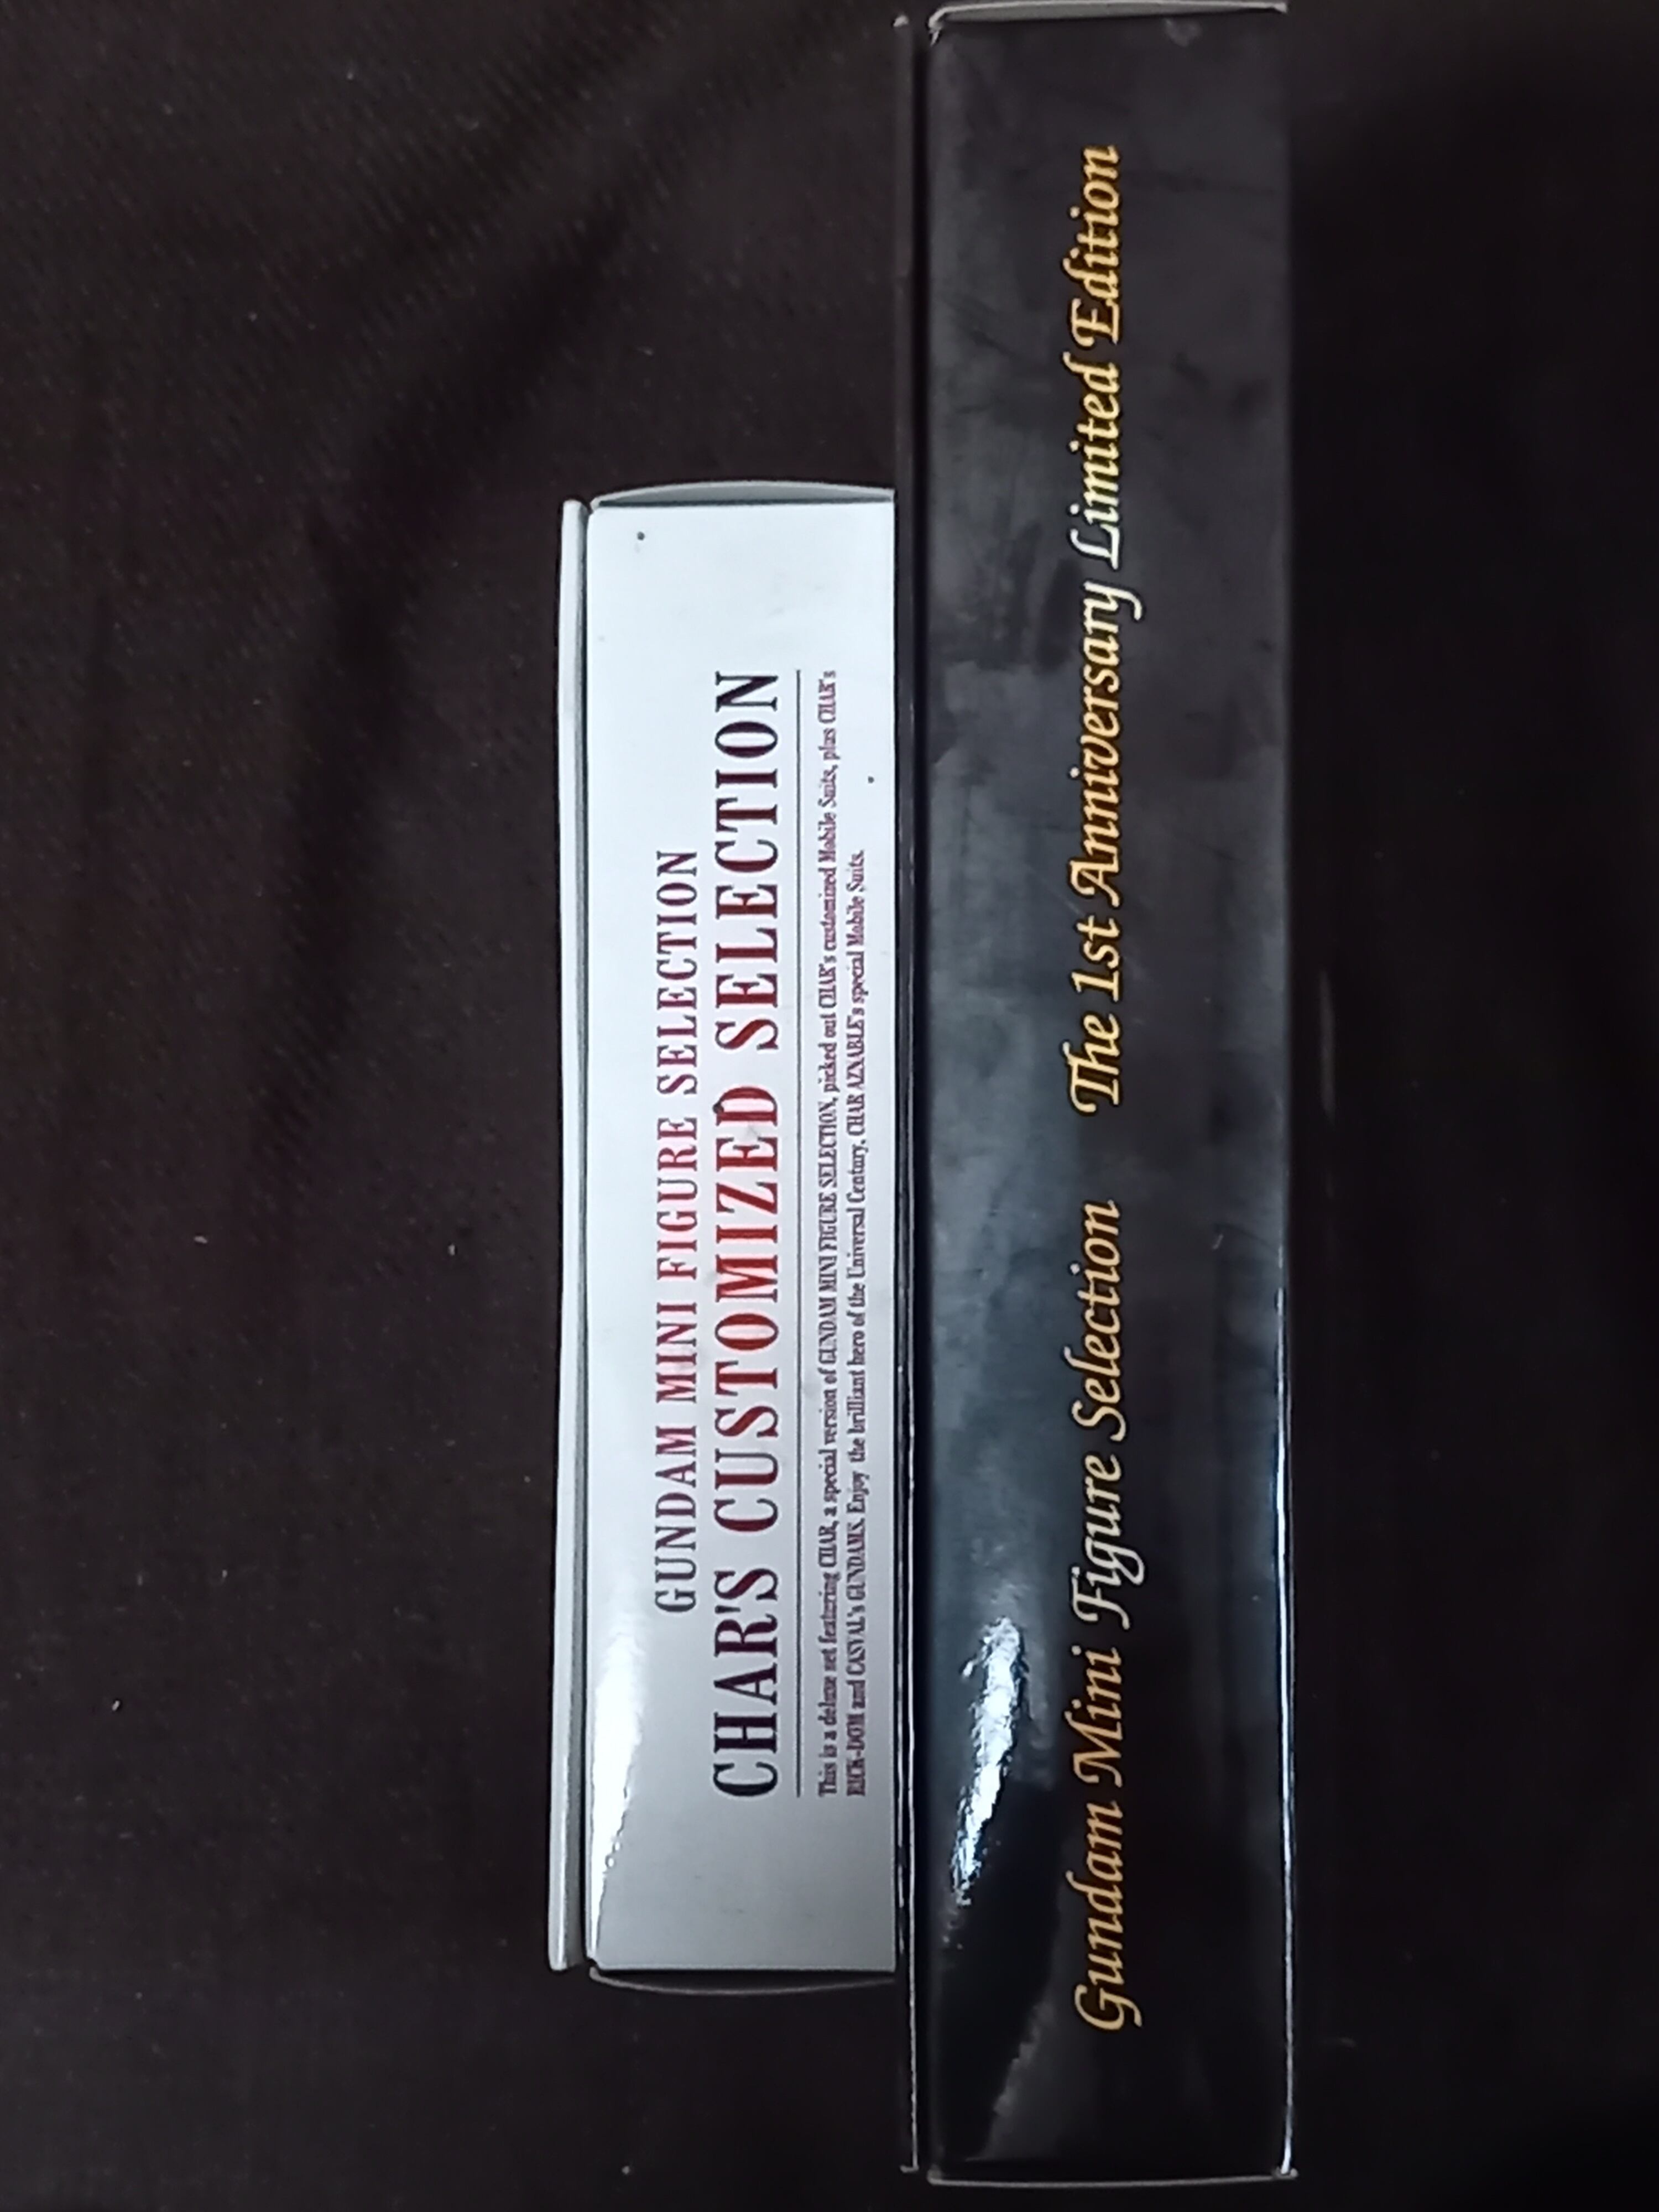 GUNDAM MINI FIGURE SELECTION
CHAR'S CUSTOMIZED SELECTION
This is a deluxe set featuring CHAR, a special version of GUNDAM MINI FIGURE SELECTION, picked out CHAR's customized Mobile Suits, plus CHAR's
RICK-DOM and CASVAL's GUNDAMS. Enjoy the brilliant hero of the Universal Century, CHAR AZNABLE's special Mobile Suits.
Gundam Mini Figure Selection The 1st Anniversary Limited Edition